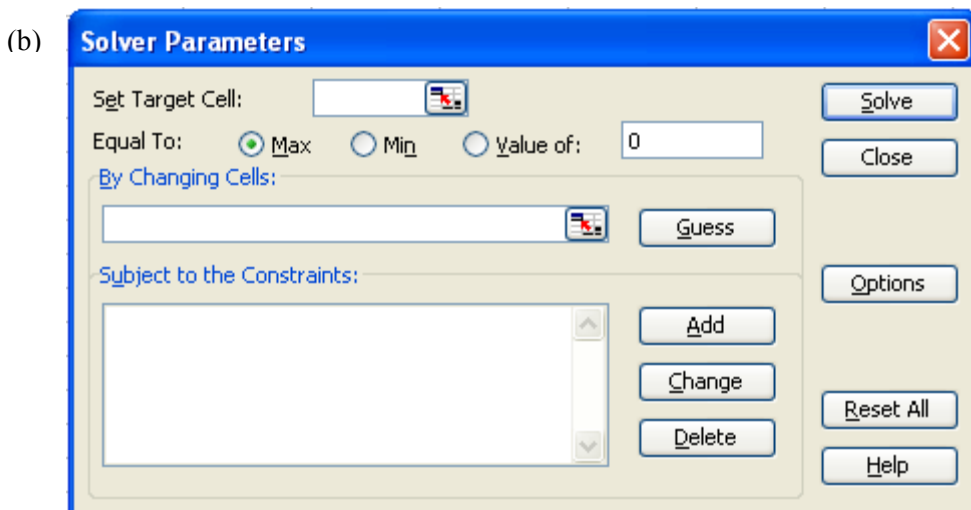 (b) Solver Parameters
Set Target Cell:
Solve
Equal To: Max Min Value of: 0
Close
By Changing Cells:
Guess
Subject to the Constraints:
Options
Add
Change
Reset All
Delete
Help